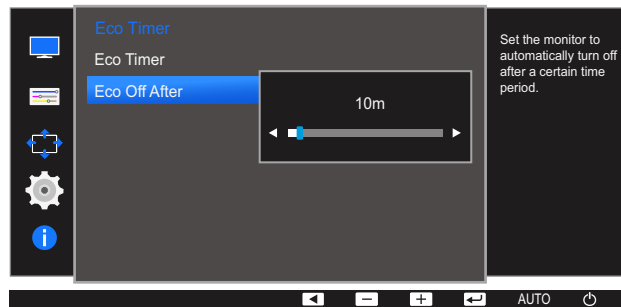 Eco Timer
Eco Timer
Eco Off After
10m
Set the monitor to
automatically turn off
after a certain time
period.
AUTO